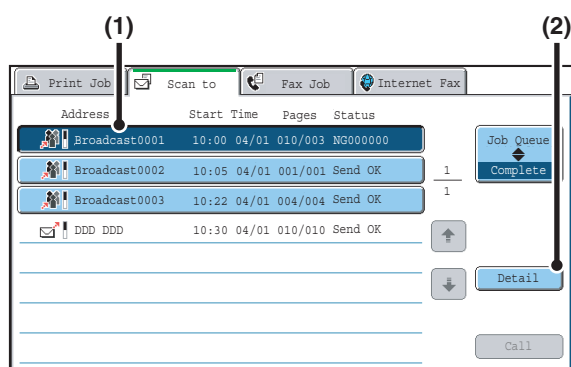 (1) (2)
Print Job Scan to Fax Job Internet Fax
Address Start Time Pages Status
Broadcast0001 10:00 04/01 010/003 NG000000
Job Queue
Complete
Broadcast0002 10:05 04/01 001/001 Send OK
1
1
Broadcast0003 10:22 04/01 004/004 Send OK
DDD DDD 10:30 04/01 010/010 Send OK
Detail
Call